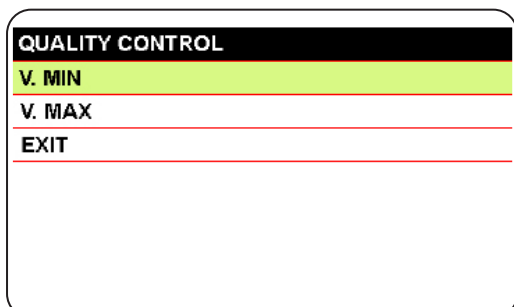 QUALITY CONTROL
V. MIN
V. MAX
EXIT